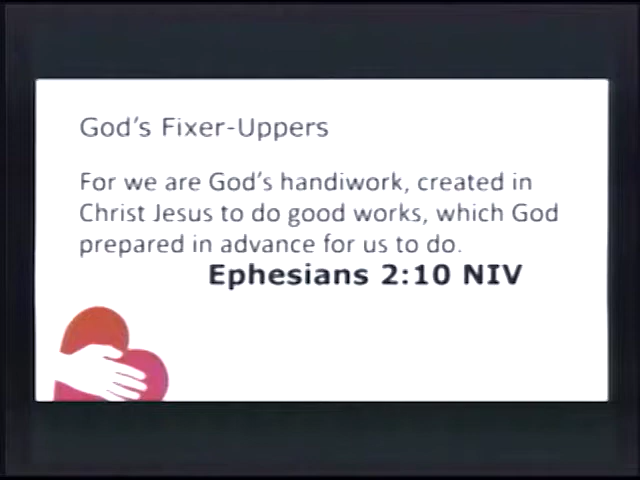 God's Fixer-Uppers
For we are God's handiwork, created in
Christ Jesus to do good works, which God
prepared in advance for us to do.
Ephesians 2:10 NIV